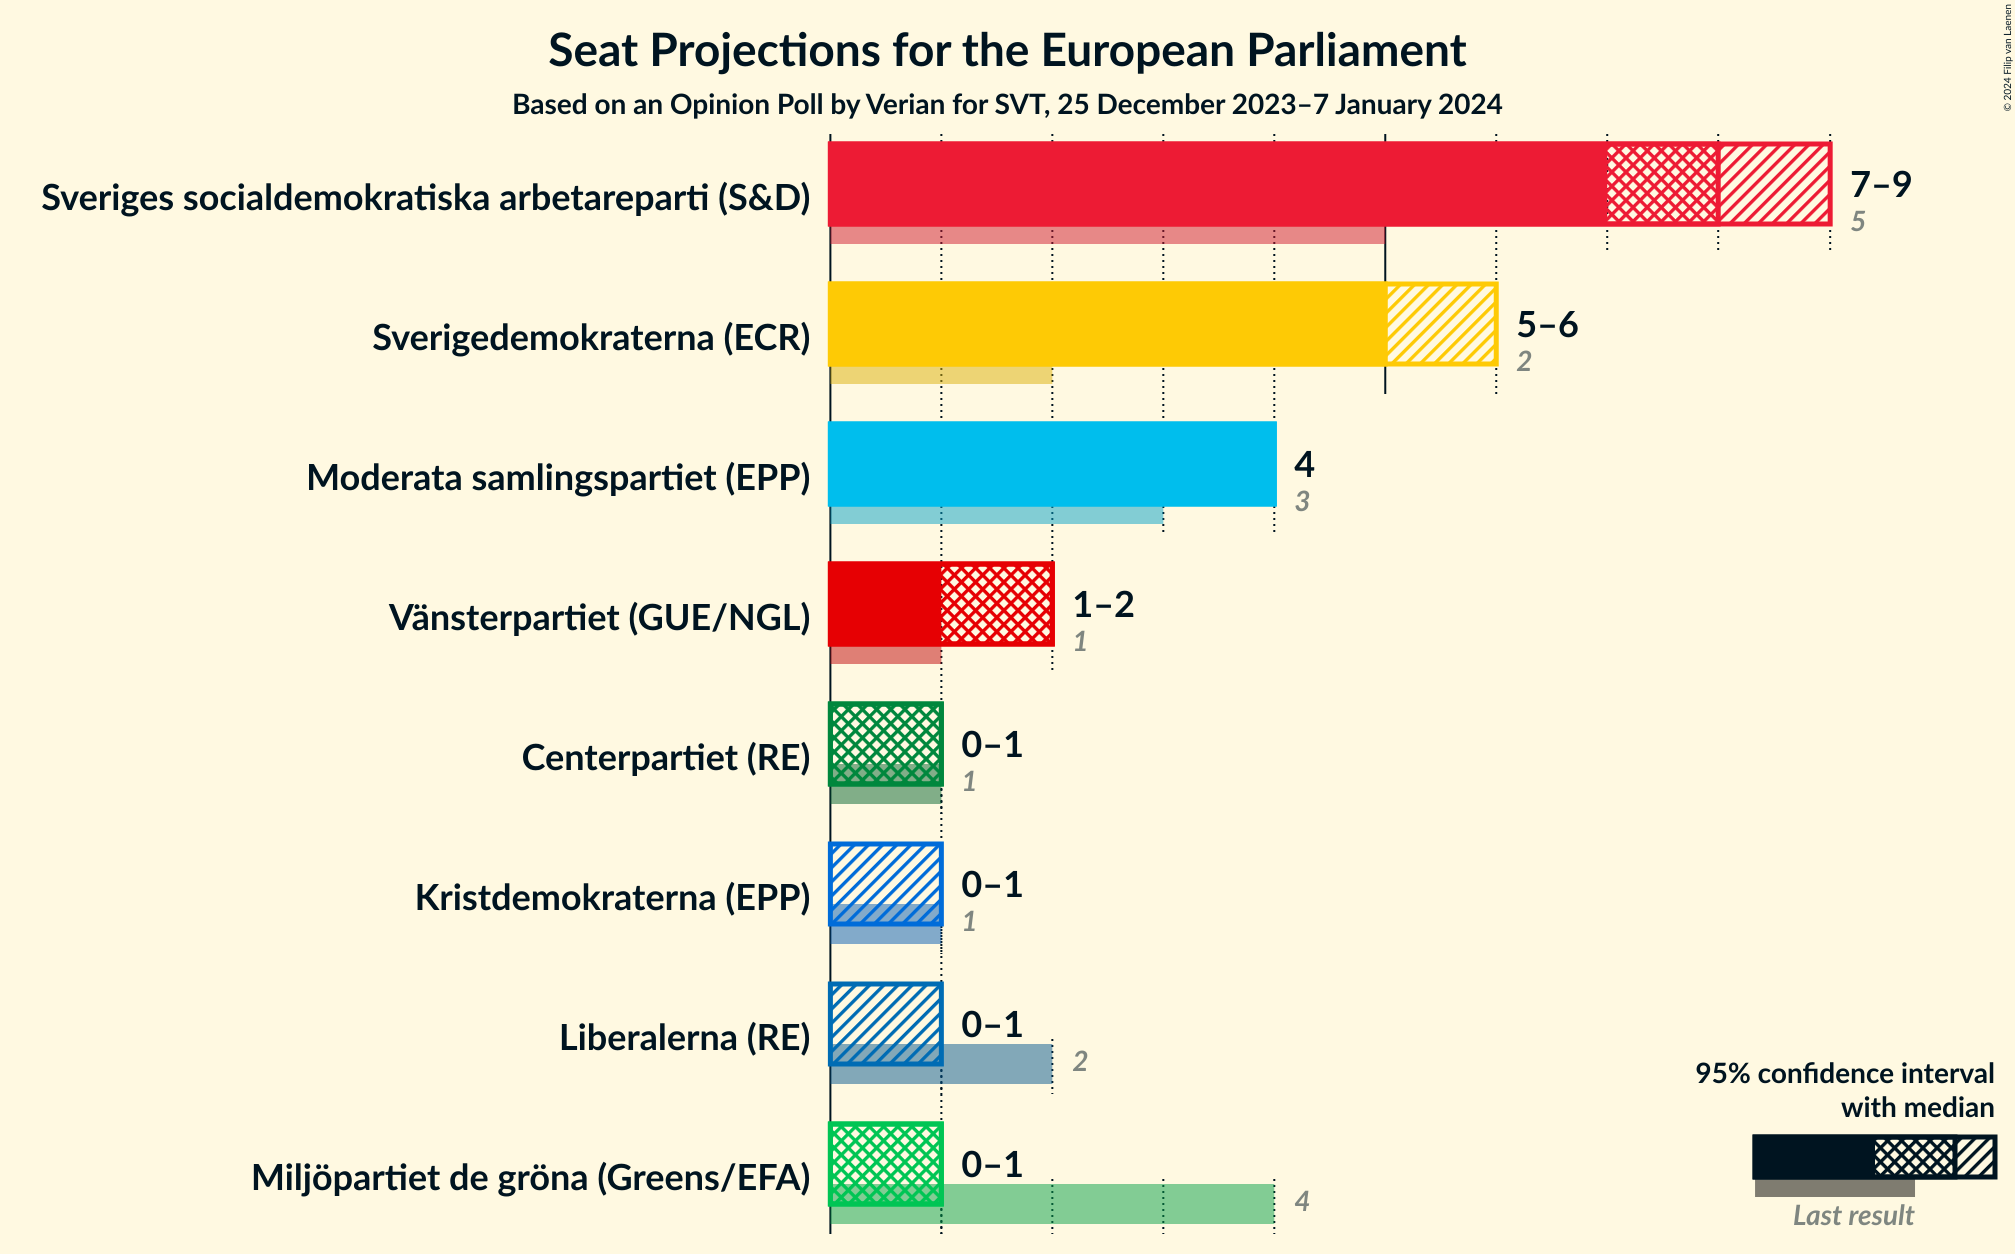 Seat Projections for the European Parliament
Based on an Opinion Poll by Verian for SVT, 25 December 2023–7 January 2024
© 2024 Filip van Laenen
Sveriges socialdemokratiska arbetareparti (S&D)
7–9
5
Sverigedemokraterna (ECR)
5–6
2
Moderata samlingspartiet (EPP)
4
3
Vänsterpartiet (GUE/NGL)
1–2
1
Centerpartiet (RE)
0–1
1
Kristdemokraterna (EPP)
0–1
1
Liberalerna (RE)
0–1
2
Miljöpartiet de gröna (Greens/EFA)
0–1
4
95% confidence interval
with median
Last result